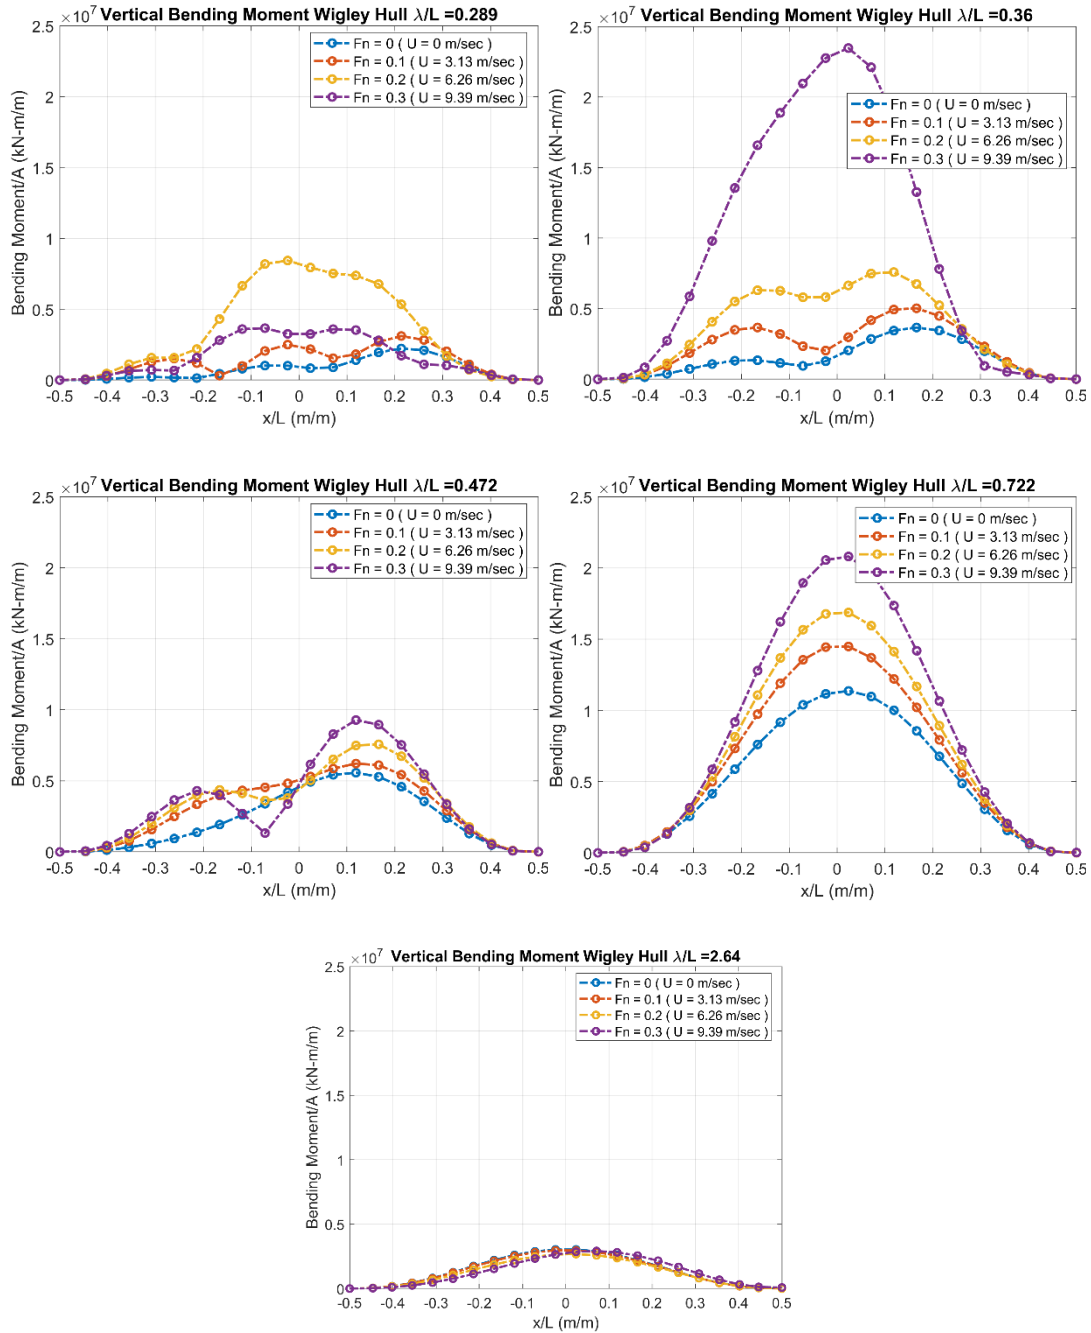 ×10⁷ Vertical Bending Moment Wigley Hull λ/L =0.289
2.5
2
1.5
1
0.5
0
Bending Moment/A (kN-m/m)
Fn = 0 ( U = 0 m/sec )
Fn = 0.1 ( U = 3.13 m/sec )
Fn = 0.2 ( U = 6.26 m/sec )
Fn = 0.3 ( U = 9.39 m/sec )
-0.5 -0.4 -0.3 -0.2 -0.1 0 0.1 0.2 0.3 0.4 0.5
x/L (m/m)
×10⁷ Vertical Bending Moment Wigley Hull λ/L =0.36
2.5
2
1.5
1
0.5
0
Bending Moment/A (kN-m/m)
Fn = 0 ( U = 0 m/sec )
Fn = 0.1 ( U = 3.13 m/sec )
Fn = 0.2 ( U = 6.26 m/sec )
Fn = 0.3 ( U = 9.39 m/sec )
-0.5 -0.4 -0.3 -0.2 -0.1 0 0.1 0.2 0.3 0.4 0.5
x/L (m/m)
×10⁷ Vertical Bending Moment Wigley Hull λ/L =0.472
2.5
2
1.5
1
0.5
0
Bending Moment/A (kN-m/m)
Fn = 0 ( U = 0 m/sec )
Fn = 0.1 ( U = 3.13 m/sec )
Fn = 0.2 ( U = 6.26 m/sec )
Fn = 0.3 ( U = 9.39 m/sec )
-0.5 -0.4 -0.3 -0.2 -0.1 0 0.1 0.2 0.3 0.4 0.5
x/L (m/m)
×10⁷ Vertical Bending Moment Wigley Hull λ/L =0.722
2.5
2
1.5
1
0.5
0
Bending Moment/A (kN-m/m)
Fn = 0 ( U = 0 m/sec )
Fn = 0.1 ( U = 3.13 m/sec )
Fn = 0.2 ( U = 6.26 m/sec )
Fn = 0.3 ( U = 9.39 m/sec )
-0.5 -0.4 -0.3 -0.2 -0.1 0 0.1 0.2 0.3 0.4 0.5
x/L (m/m)
×10⁷ Vertical Bending Moment Wigley Hull λ/L =2.64
2.5
2
1.5
1
0.5
0
Bending Moment/A (kN-m/m)
Fn = 0 ( U = 0 m/sec )
Fn = 0.1 ( U = 3.13 m/sec )
Fn = 0.2 ( U = 6.26 m/sec )
Fn = 0.3 ( U = 9.39 m/sec )
-0.5 -0.4 -0.3 -0.2 -0.1 0 0.1 0.2 0.3 0.4 0.5
x/L (m/m)